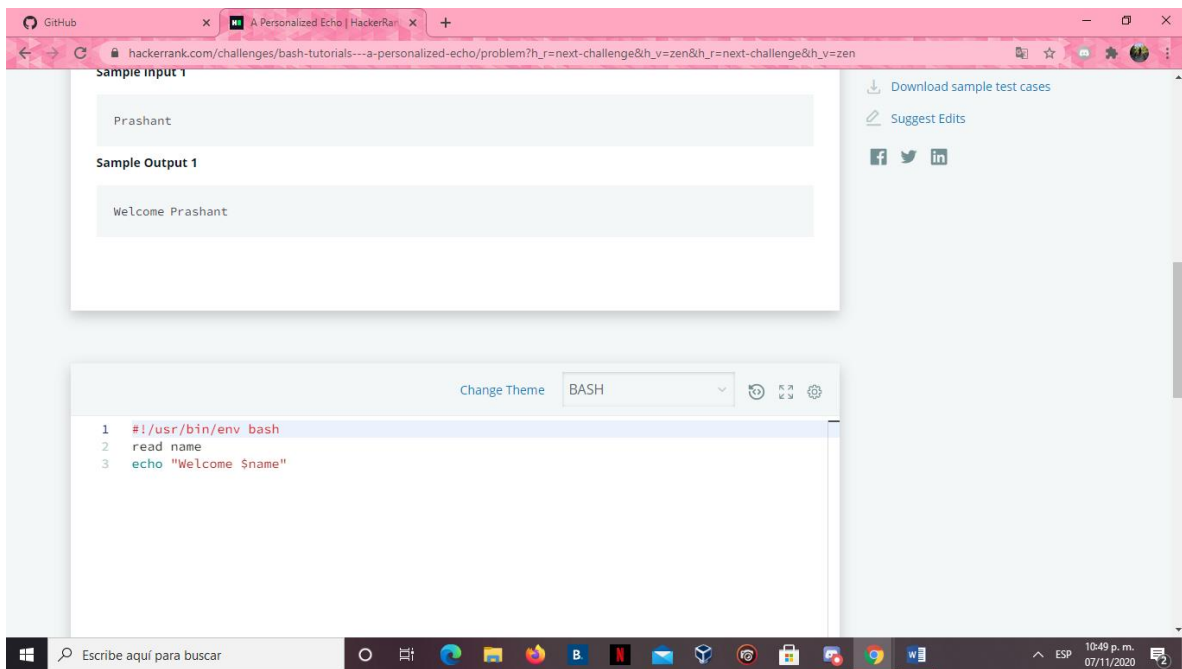 GitHub
A Personalized Echo | HackerRan
hackerrank.com/challenges/bash-tutorials---a-personalized-echo/problem?h_r=next-challenge&h_v=zen&h_r=next-challenge&h_v=zen
Sample Input 1
Download sample test cases
Prashant
Suggest Edits
Sample Output 1
Welcome Prashant
Change Theme BASH
1 #!/usr/bin/env bash
2 read name
3 echo "Welcome $name"
Escribe aquí para buscar
ESP
10:49 p. m.
07/11/2020
2